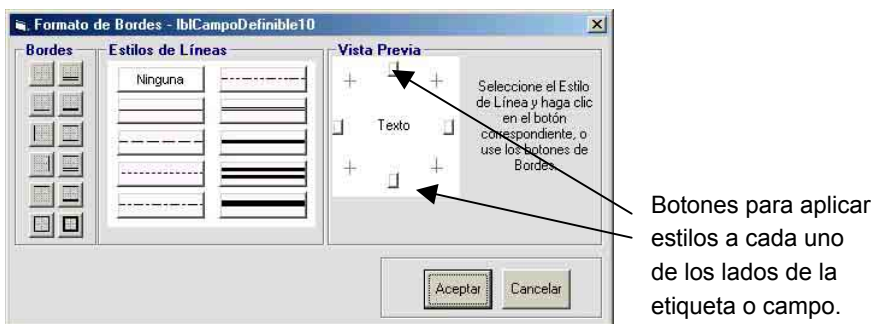 Formato de Bordes - lblCampoDefinible10
Bordes
Estilos de Líneas
Ninguna
Vista Previa
Texto
Seleccione el Estilo
de Línea y haga clic
en el botón
correspondiente, o
use los botones de
Bordes.
Aceptar
Cancelar
Botones para aplicar
estilos a cada uno
de los lados de la
etiqueta o campo.